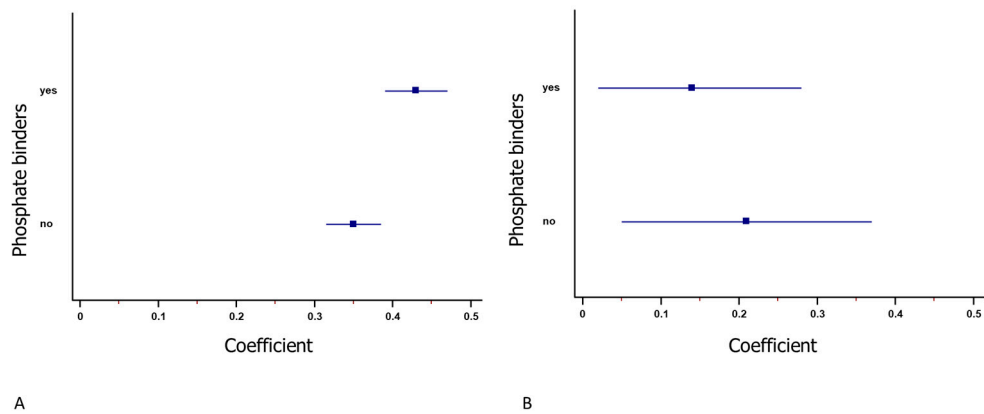 Phosphate binders
yes
no
0 0.1 0.2 0.3 0.4 0.5
Coefficient
A
Phosphate binders
yes
no
0 0.1 0.2 0.3 0.4 0.5
Coefficient
B